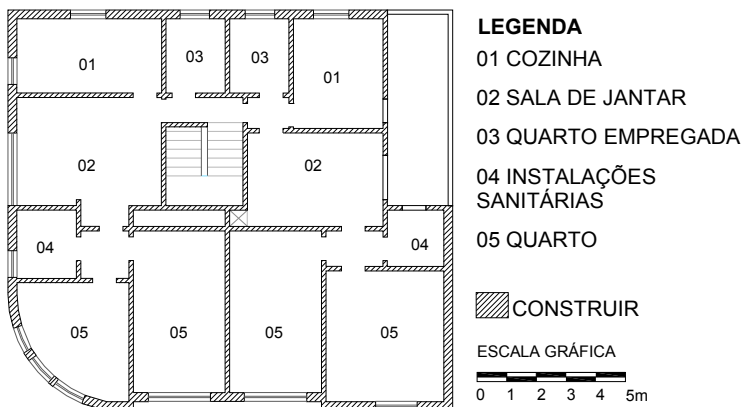 01
03
03
01
02
02
04
04
05
05
05
05
LEGENDA
01 COZINHA
02 SALA DE JANTAR
03 QUARTO EMPREGADA
04 INSTALAÇÕES
SANITÁRIAS
05 QUARTO
CONSTRUIR
ESCALA GRÁFICA
0 1 2 3 4 5m